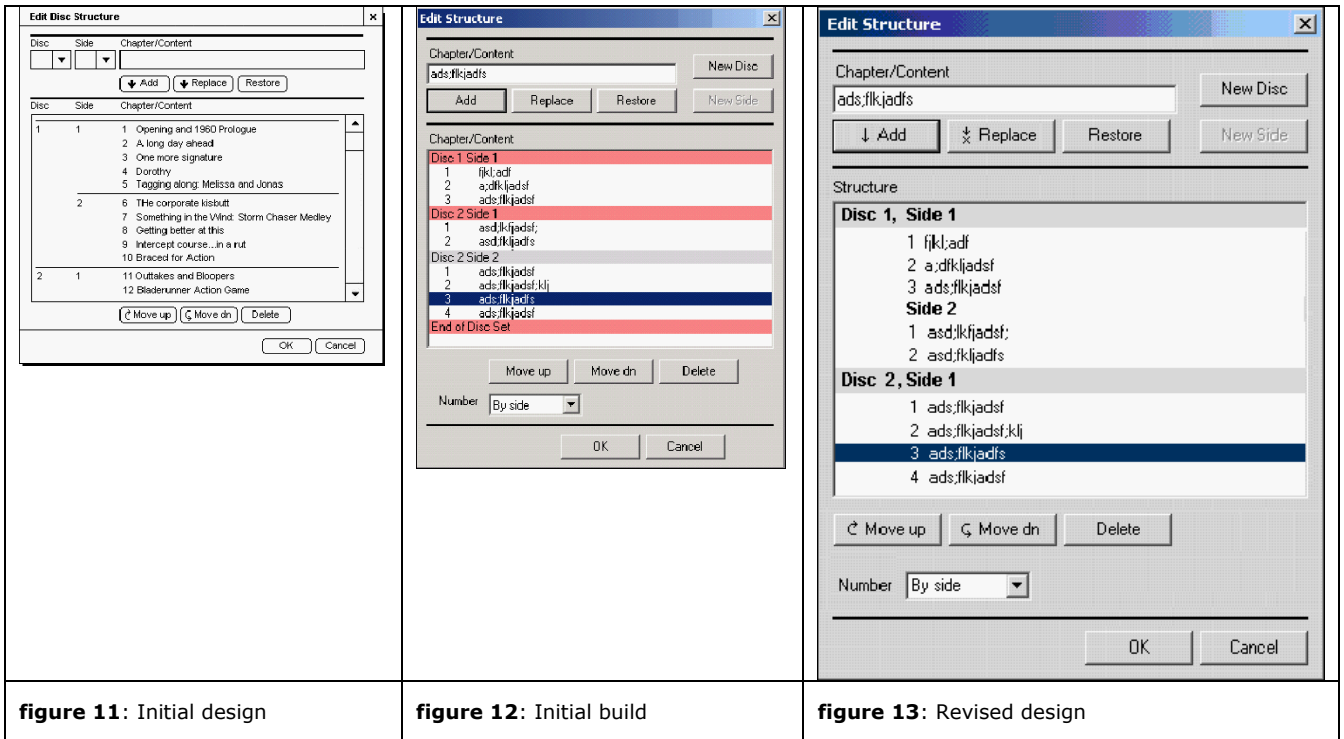 Edit Disc Structure
Disc Side Chapter/Content
Add Replace Restore
Disc Side Chapter/Content
1 1 1 Opening and 1960 Prologue
2 A long day ahead
3 One more signature
4 Dorothy
5 Tagging along: Melissa and Jonas
2 6 THe corporate kisbutt
7 Something in the Wind: Storm Chaser Medley
8 Getting better at this
9 Intercept course...in a rut
10 Braced for Action
2 1 11 Outtakes and Bloopers
12 Bladerunner Action Game
Move up Move dn Delete
OK Cancel
figure 11: Initial design
Edit Structure
Chapter/Content
ads;flkjadfs
New Disc
Add Replace Restore New Side
Chapter/Content
Disc 1 Side 1
1 fjkl;adf
2 a;dfkljadsf
3 ads;flkjadsf
Disc 2 Side 1
1 asd;lkfjadsf;
2 asd;fkljadfs
Disc 2 Side 2
1 ads;flkjadsf
2 ads;flkjadsf;klj
3 ads;flkjadfs
4 ads;flkjadsf
End of Disc Set
Move up Move dn Delete
Number By side
OK Cancel
figure 12: Initial build
Edit Structure
Chapter/Content
ads;flkjadfs
New Disc
↓ Add Replace Restore New Side
Structure
Disc 1, Side 1
1 fjkl;adf
2 a;dfkljadsf
3 ads;flkjadsf
Side 2
1 asd;lkfjadsf;
2 asd;fkljadfs
Disc 2, Side 1
1 ads;flkjadsf
2 ads;flkjadsf;klj
3 ads;flkjadfs
4 ads;flkjadsf
Move up Move dn Delete
Number By side
OK Cancel
figure 13: Revised design